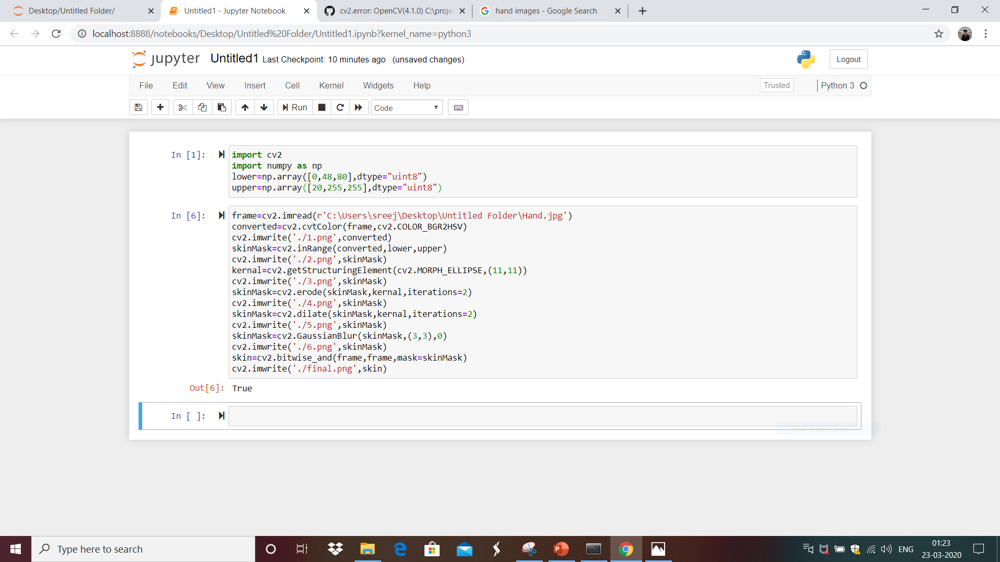 Desktop/Untitled Folder/
Untitled1 - Jupyter Notebook
cv2.error: OpenCV(4.1.0) C:\proje
hand images - Google Search
localhost:8888/notebooks/Desktop/Untitled%20Folder/Untitled1.ipynb?kernel_name=python3
jupyter Untitled1 Last Checkpoint: 10 minutes ago (unsaved changes)
Logout
File Edit View Insert Cell Kernel Widgets Help
Trusted
Python 3
Run
Code
In [1]:
import cv2
import numpy as np
lower=np.array([0,48,80],dtype="uint8")
upper=np.array([20,255,255],dtype="uint8")
In [6]:
frame=cv2.imread(r'C:\Users\sreej\Desktop\Untitled Folder\Hand.jpg')
converted=cv2.cvtColor(frame,cv2.COLOR_BGR2HSV)
cv2.imwrite('./1.png',converted)
skinMask=cv2.inRange(converted,lower,upper)
cv2.imwrite('./2.png',skinMask)
kernal=cv2.getStructuringElement(cv2.MORPH_ELLIPSE,(11,11))
cv2.imwrite('./3.png',skinMask)
skinMask=cv2.erode(skinMask,kernal,iterations=2)
cv2.imwrite('./4.png',skinMask)
skinMask=cv2.dilate(skinMask,kernal,iterations=2)
cv2.imwrite('./5.png',skinMask)
skinMask=cv2.GaussianBlur(skinMask,(3,3),0)
cv2.imwrite('./6.png',skinMask)
skin=cv2.bitwise_and(frame,frame,mask=skinMask)
cv2.imwrite('./final.png',skin)
Out[6]: True
In [ ]:
Full-screen Snip
Type here to search
ENG
01:23
23-03-2020